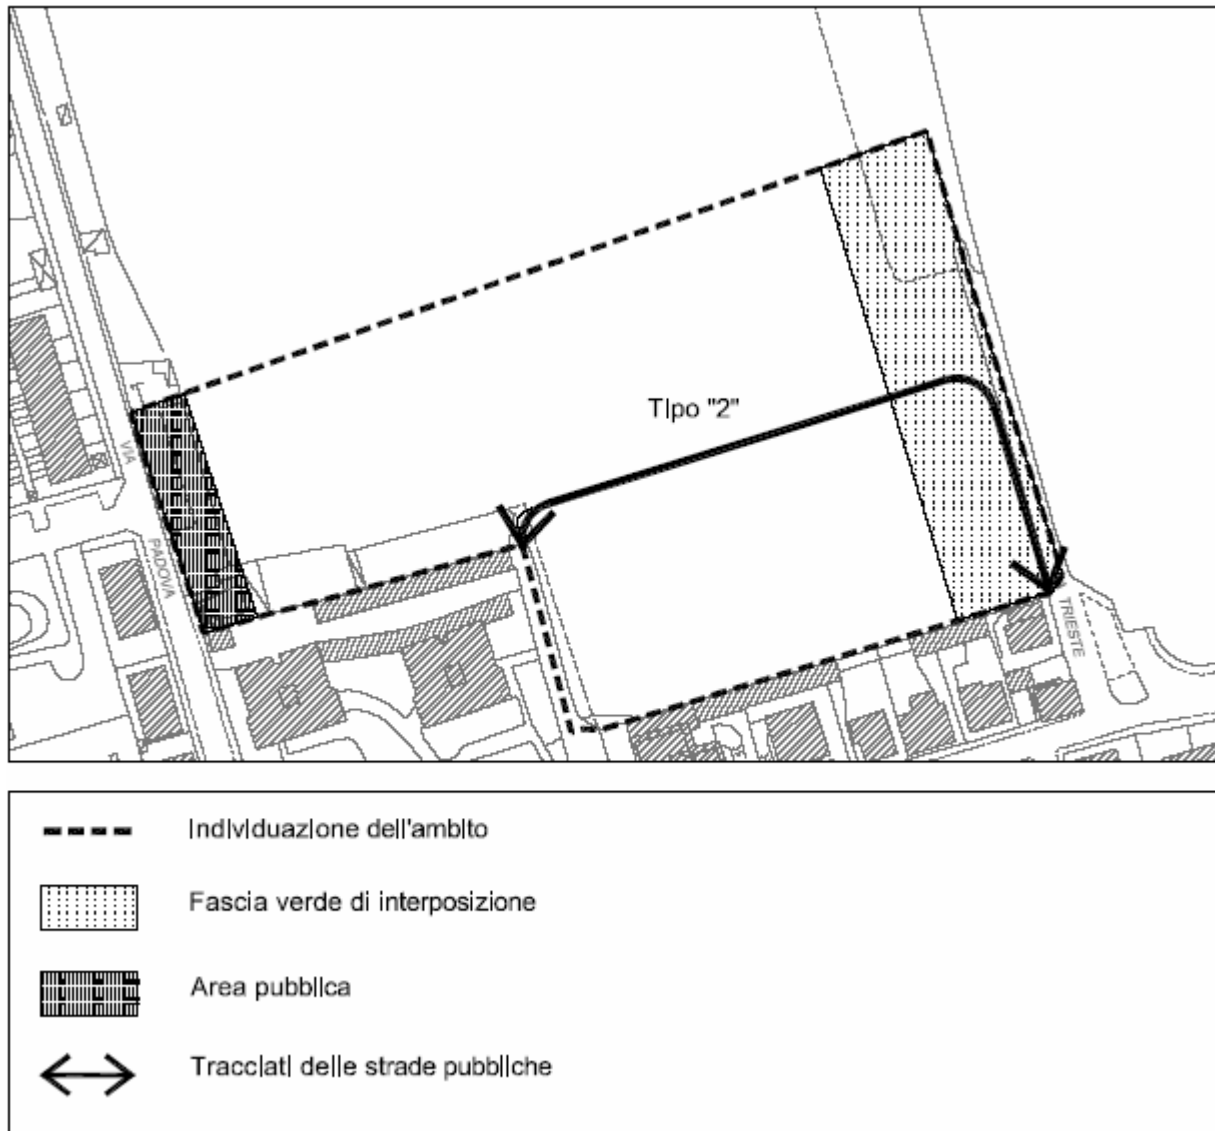 Tipo "2"
VIA
PADOVA
TRIESTE
Individuazione dell'ambito
Fascia verde di interposizione
Area pubblica
Tracciati delle strade pubbliche